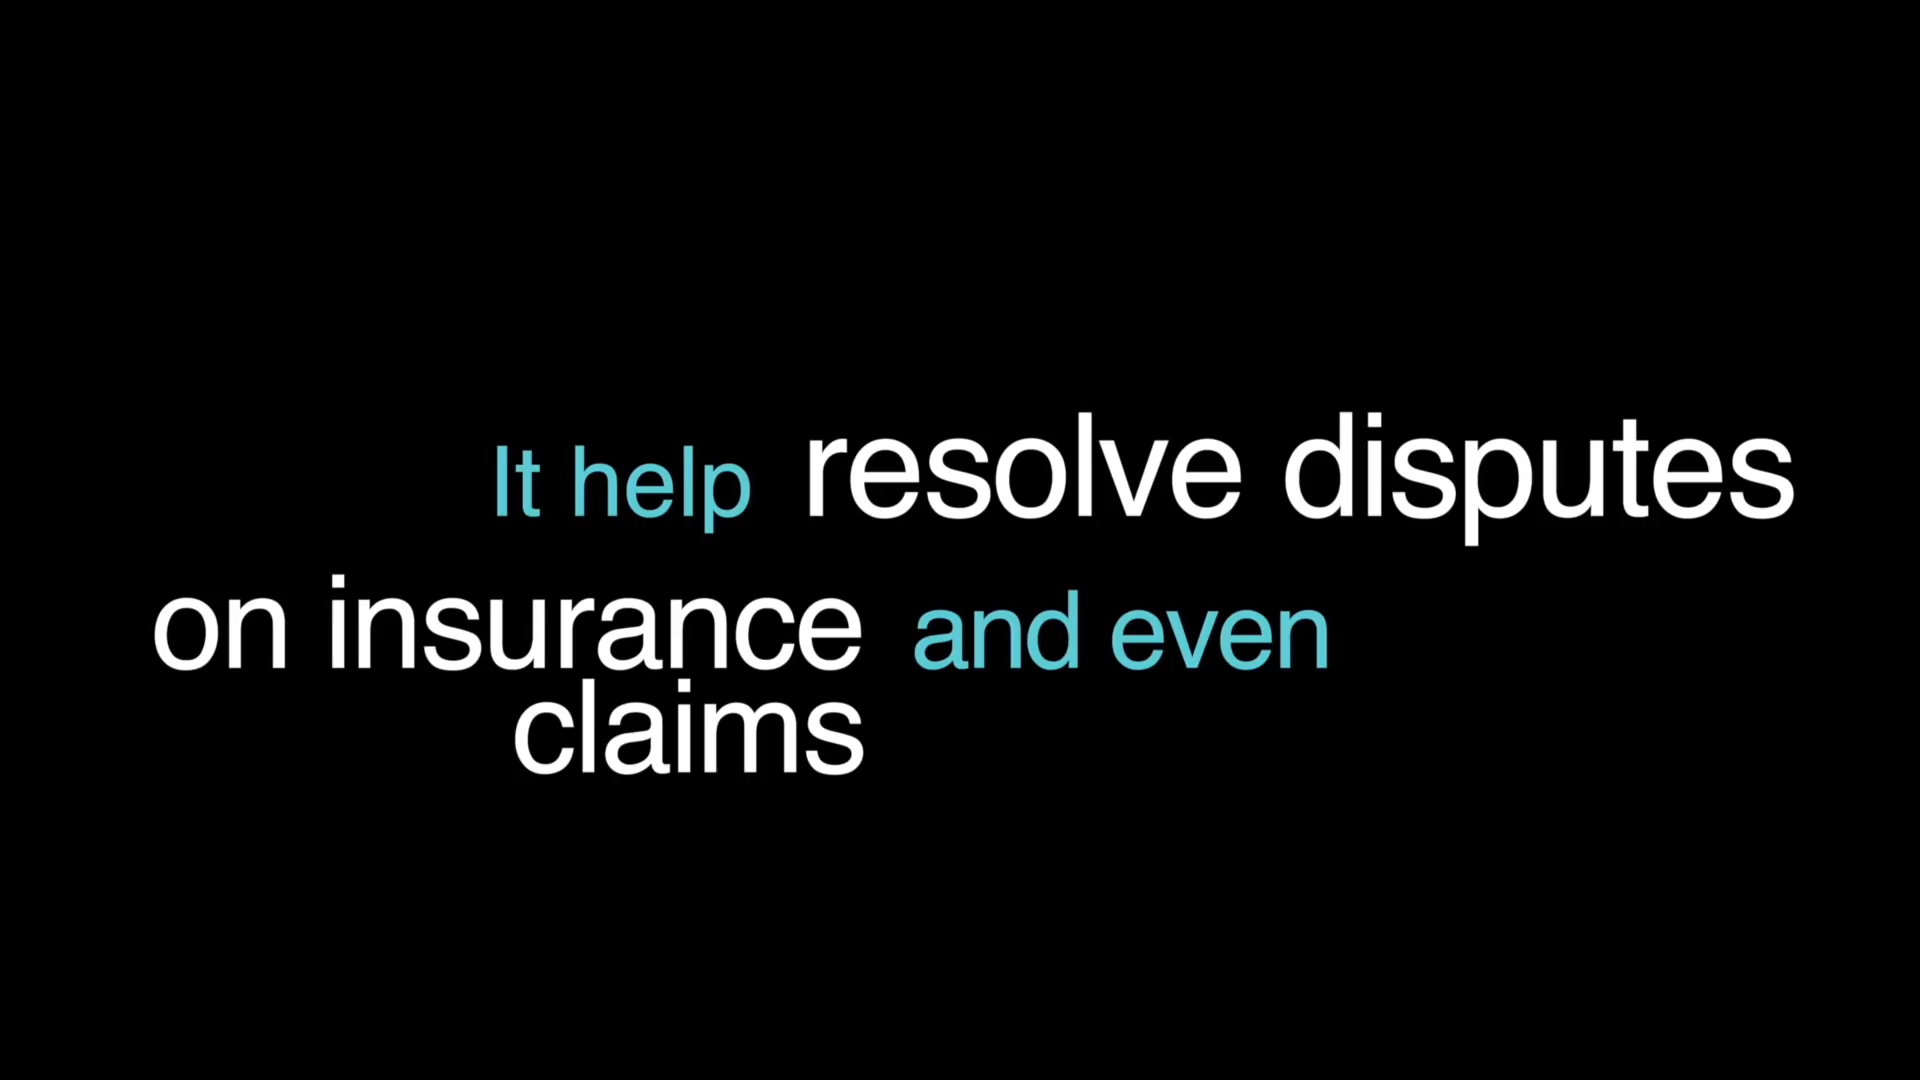 It help resolve disputes
on insurance and even
claims